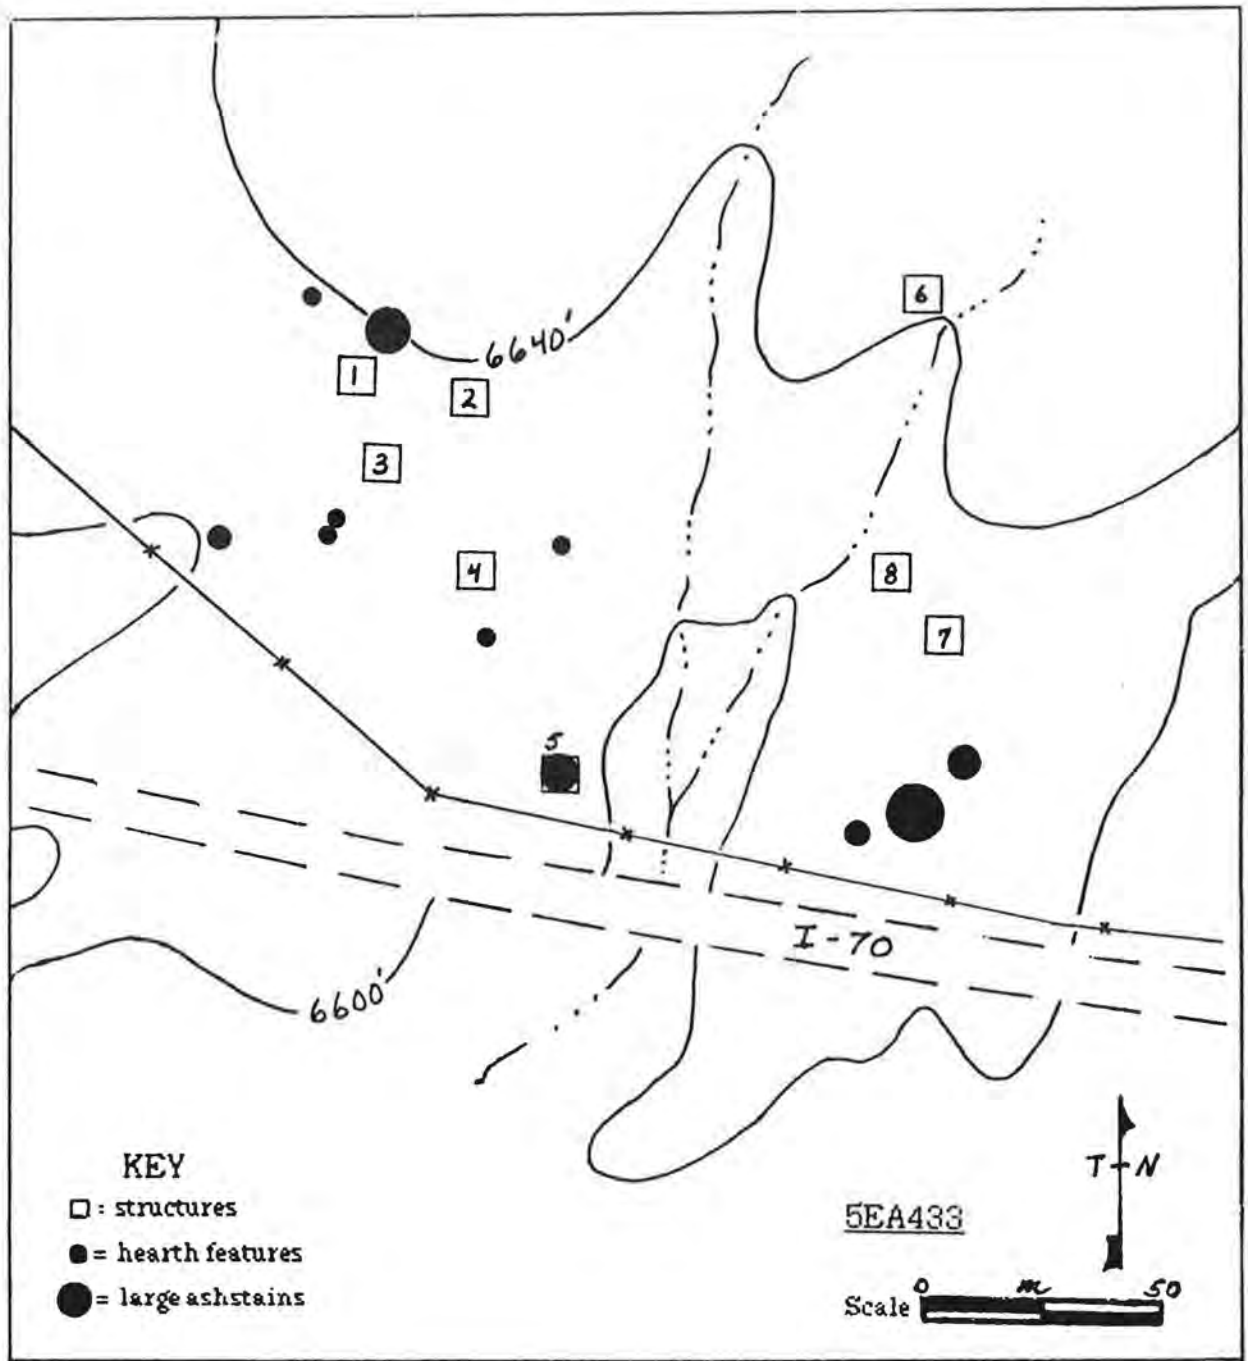 6640'
6
1
2
3
4
8
7
5
I-70
6600'
KEY
□ : structures
● = hearth features
● = large ashstains
T N
5EA433
0 m 50
Scale